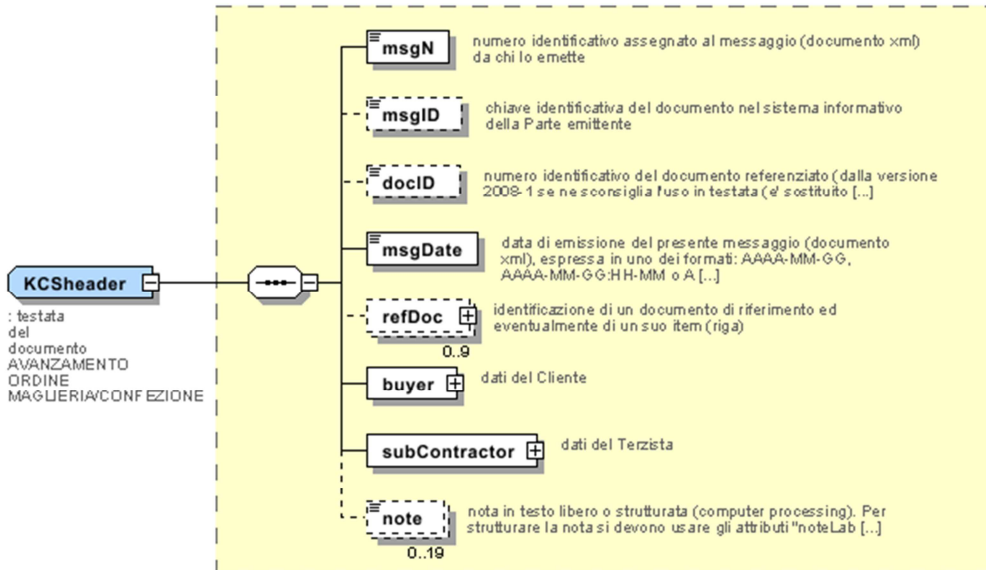 msgN
numero identificativo assegnato al messaggio (documento xml)
da chi lo emette
msgID
chiave identificativa del documento nel sistema informativo
della Parte emittente
docID
numero identificativo del documento referenziato (dalla versione
2008-1 se ne sconsiglia l'uso in testata (e' sostituito [...]
msgDate
data di emissione del presente messaggio (documento
xml), espressa in uno dei formati: AAAA-MM-GG,
AAAA-MM-GG:HH-MM o A [...]
KCSheader
: testata
del
documento
AVANZAMENTO
ORDINE
MAGLIERIA/CONFEZIONE
refDoc
identificazione di un documento di riferimento ed
eventualmente di un suo item (riga)
0..9
buyer
dati del Cliente
subContractor
dati del Terzista
note
nota in testo libero o strutturata (computer processing). Per
strutturare la nota si devono usare gli attributi "noteLab [...]
0..19